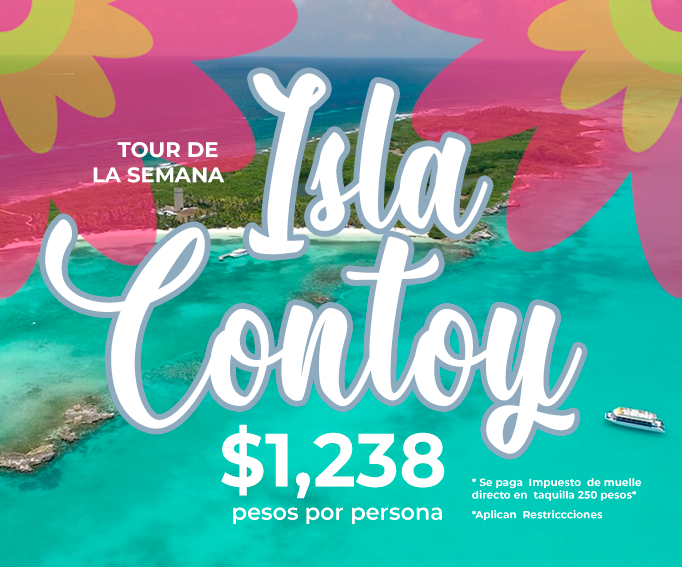 TOUR DE
LA SEMANA
Isla
Contoy
$1,238
pesos por persona
* Se paga Impuesto de muelle
directo en taquilla 250 pesos*
*Aplican Restriccciones